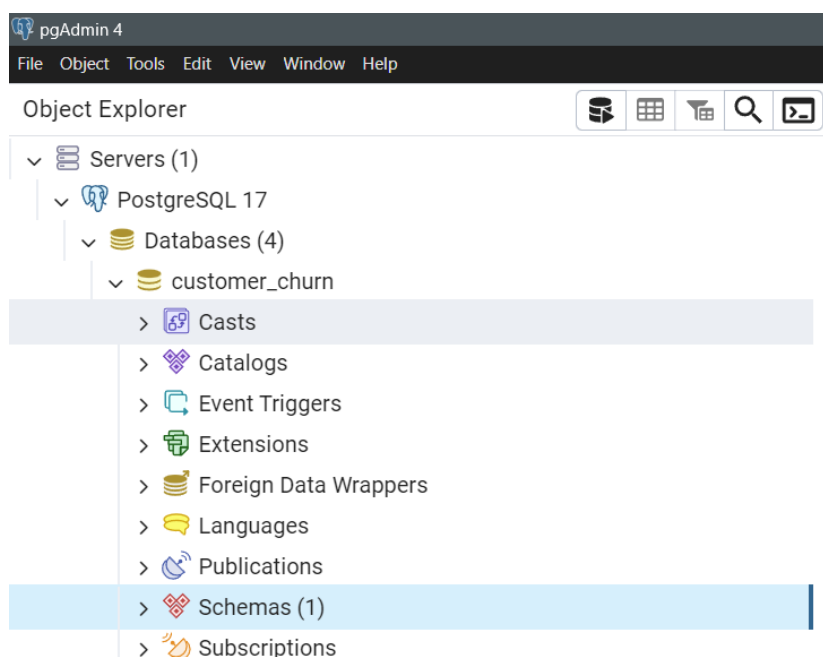 pgAdmin 4
File Object Tools Edit View Window Help
Object Explorer
Servers (1)
PostgreSQL 17
Databases (4)
customer_churn
Casts
Catalogs
Event Triggers
Extensions
Foreign Data Wrappers
Languages
Publications
Schemas (1)
Subscriptions